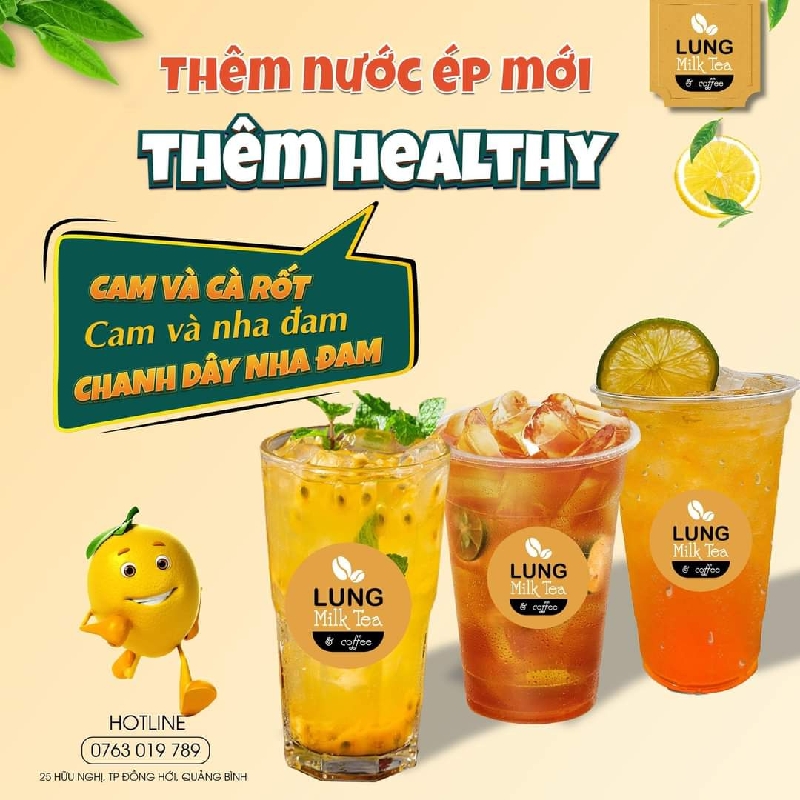 THÊM NƯỚC ÉP MỚI
THÊM HEALTHY
LUNG
Milk Tea
& coffee
CAM VÀ CÀ RỐT
Cam và nha đam
CHANH DÂY NHA ĐAM
LUNG
Milk Tea
& coffee
LUNG
Milk Tea
& coffee
LUNG
Milk Tea
& coffee
HOTLINE
0763 019 789
25 HỮU NGHỊ, TP ĐỒNG HỚI, QUẢNG BÌNH